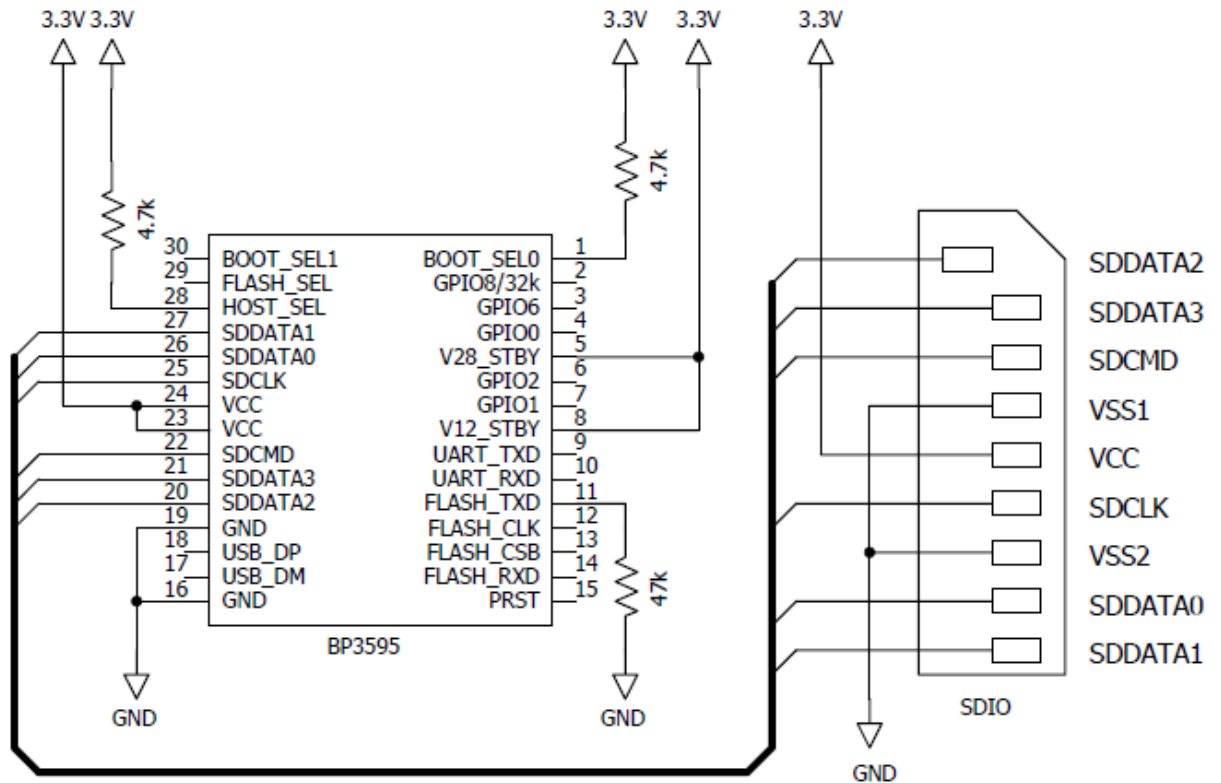 3.3V 3.3V 3.3V 3.3V 3.3V
4.7k
4.7k
30 BOOT_SEL1 BOOT_SEL0 1
29 FLASH_SEL GPIO8/32k 2
28 HOST_SEL GPIO6 3
27 SDDATA1 GPIO0 4
26 SDDATA0 V28_STBY 5
25 SDCLK GPIO2 6
24 VCC GPIO1 7
23 VCC V12_STBY 8
22 SDCMD UART_TXD 9
21 SDDATA3 UART_RXD 10
20 SDDATA2 FLASH_TXD 11
19 GND FLASH_CLK 12
18 USB_DP FLASH_CSB 13
17 USB_DM FLASH_RXD 14
16 GND PRST 15
47k
BP3595
GND
GND
SDDATA2
SDDATA3
SDCMD
VSS1
VCC
SDCLK
VSS2
SDDATA0
SDDATA1
SDIO
GND